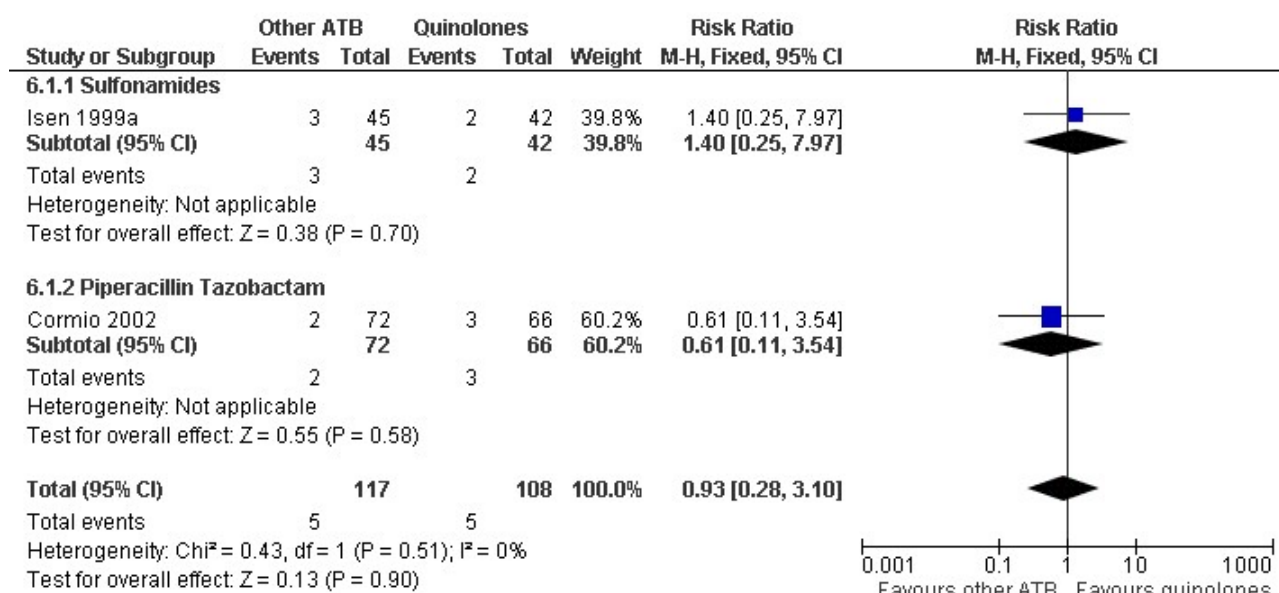 Other ATB Quinolones Risk Ratio Risk Ratio
Study or Subgroup Events Total Events Total Weight M-H, Fixed, 95% CI M-H, Fixed, 95% CI
6.1.1 Sulfonamides
Isen 1999a 3 45 2 42 39.8% 1.40 [0.25, 7.97]
Subtotal (95% CI) 45 42 39.8% 1.40 [0.25, 7.97]
Total events 3 2
Heterogeneity: Not applicable
Test for overall effect: Z = 0.38 (P = 0.70)
6.1.2 Piperacillin Tazobactam
Cormio 2002 2 72 3 66 60.2% 0.61 [0.11, 3.54]
Subtotal (95% CI) 72 66 60.2% 0.61 [0.11, 3.54]
Total events 2 3
Heterogeneity: Not applicable
Test for overall effect: Z = 0.55 (P = 0.58)
Total (95% CI) 117 108 100.0% 0.93 [0.28, 3.10]
Total events 5 5
Heterogeneity: Chi² = 0.43, df = 1 (P = 0.51); I² = 0%
Test for overall effect: Z = 0.13 (P = 0.90)
0.001 0.1 1 10 1000
Favours other ATB Favours quinolones